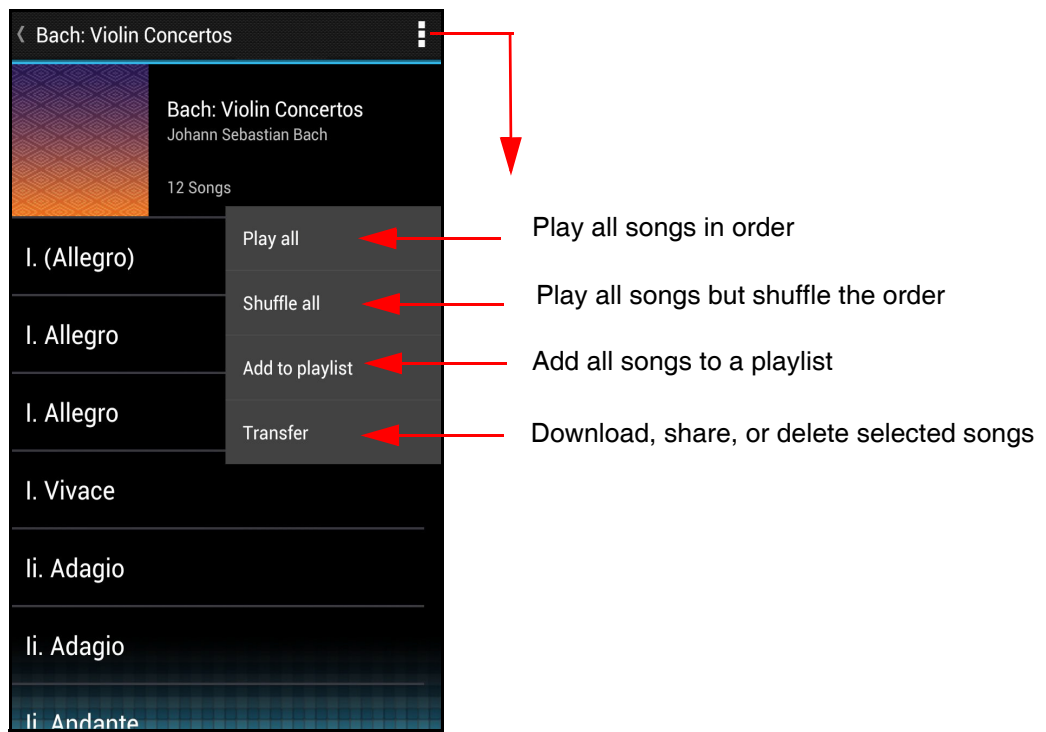 Bach: Violin Concertos
Bach: Violin Concertos
Johann Sebastian Bach
12 Songs
I. (Allegro)
I. Allegro
I. Allegro
I. Vivace
Ii. Adagio
Ii. Adagio
Ii. Andante
Play all
Shuffle all
Add to playlist
Transfer
Play all songs in order
Play all songs but shuffle the order
Add all songs to a playlist
Download, share, or delete selected songs